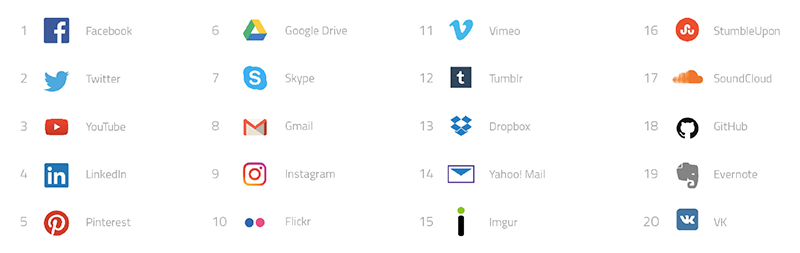 1 Facebook
2 Twitter
3 YouTube
4 LinkedIn
5 Pinterest
6 Google Drive
7 Skype
8 Gmail
9 Instagram
10 Flickr
11 Vimeo
12 Tumblr
13 Dropbox
14 Yahoo! Mail
15 Imgur
16 StumbleUpon
17 SoundCloud
18 GitHub
19 Evernote
20 VK